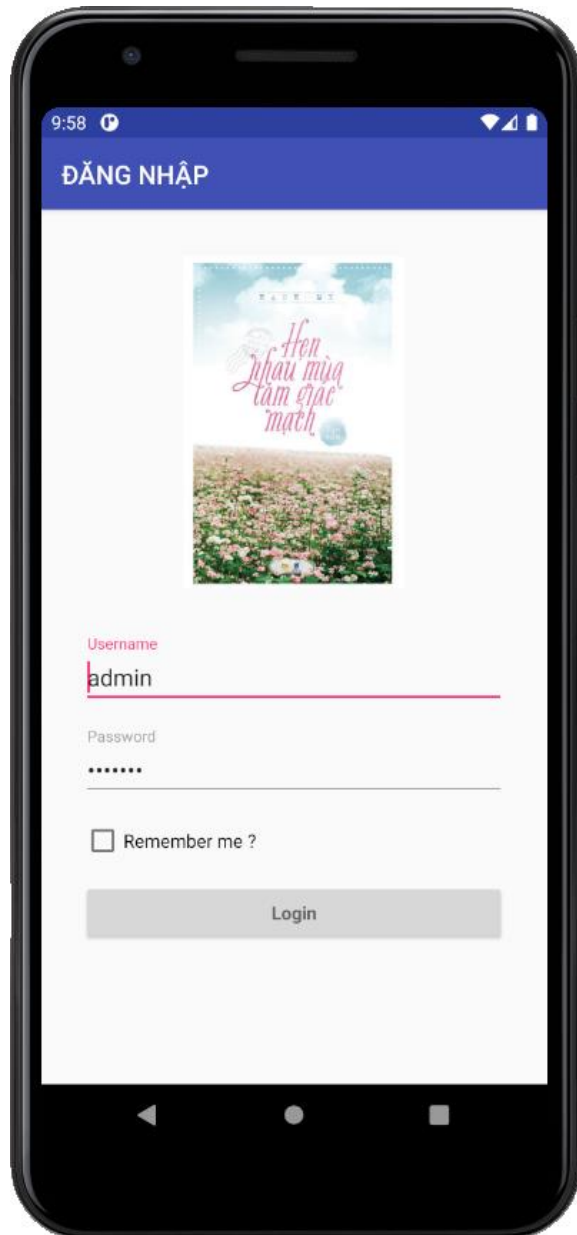 9:58
ĐĂNG NHẬP
Hẹn
nhau mùa
tam giác
mạch
Username
admin
Password
•••••••
Remember me ?
Login